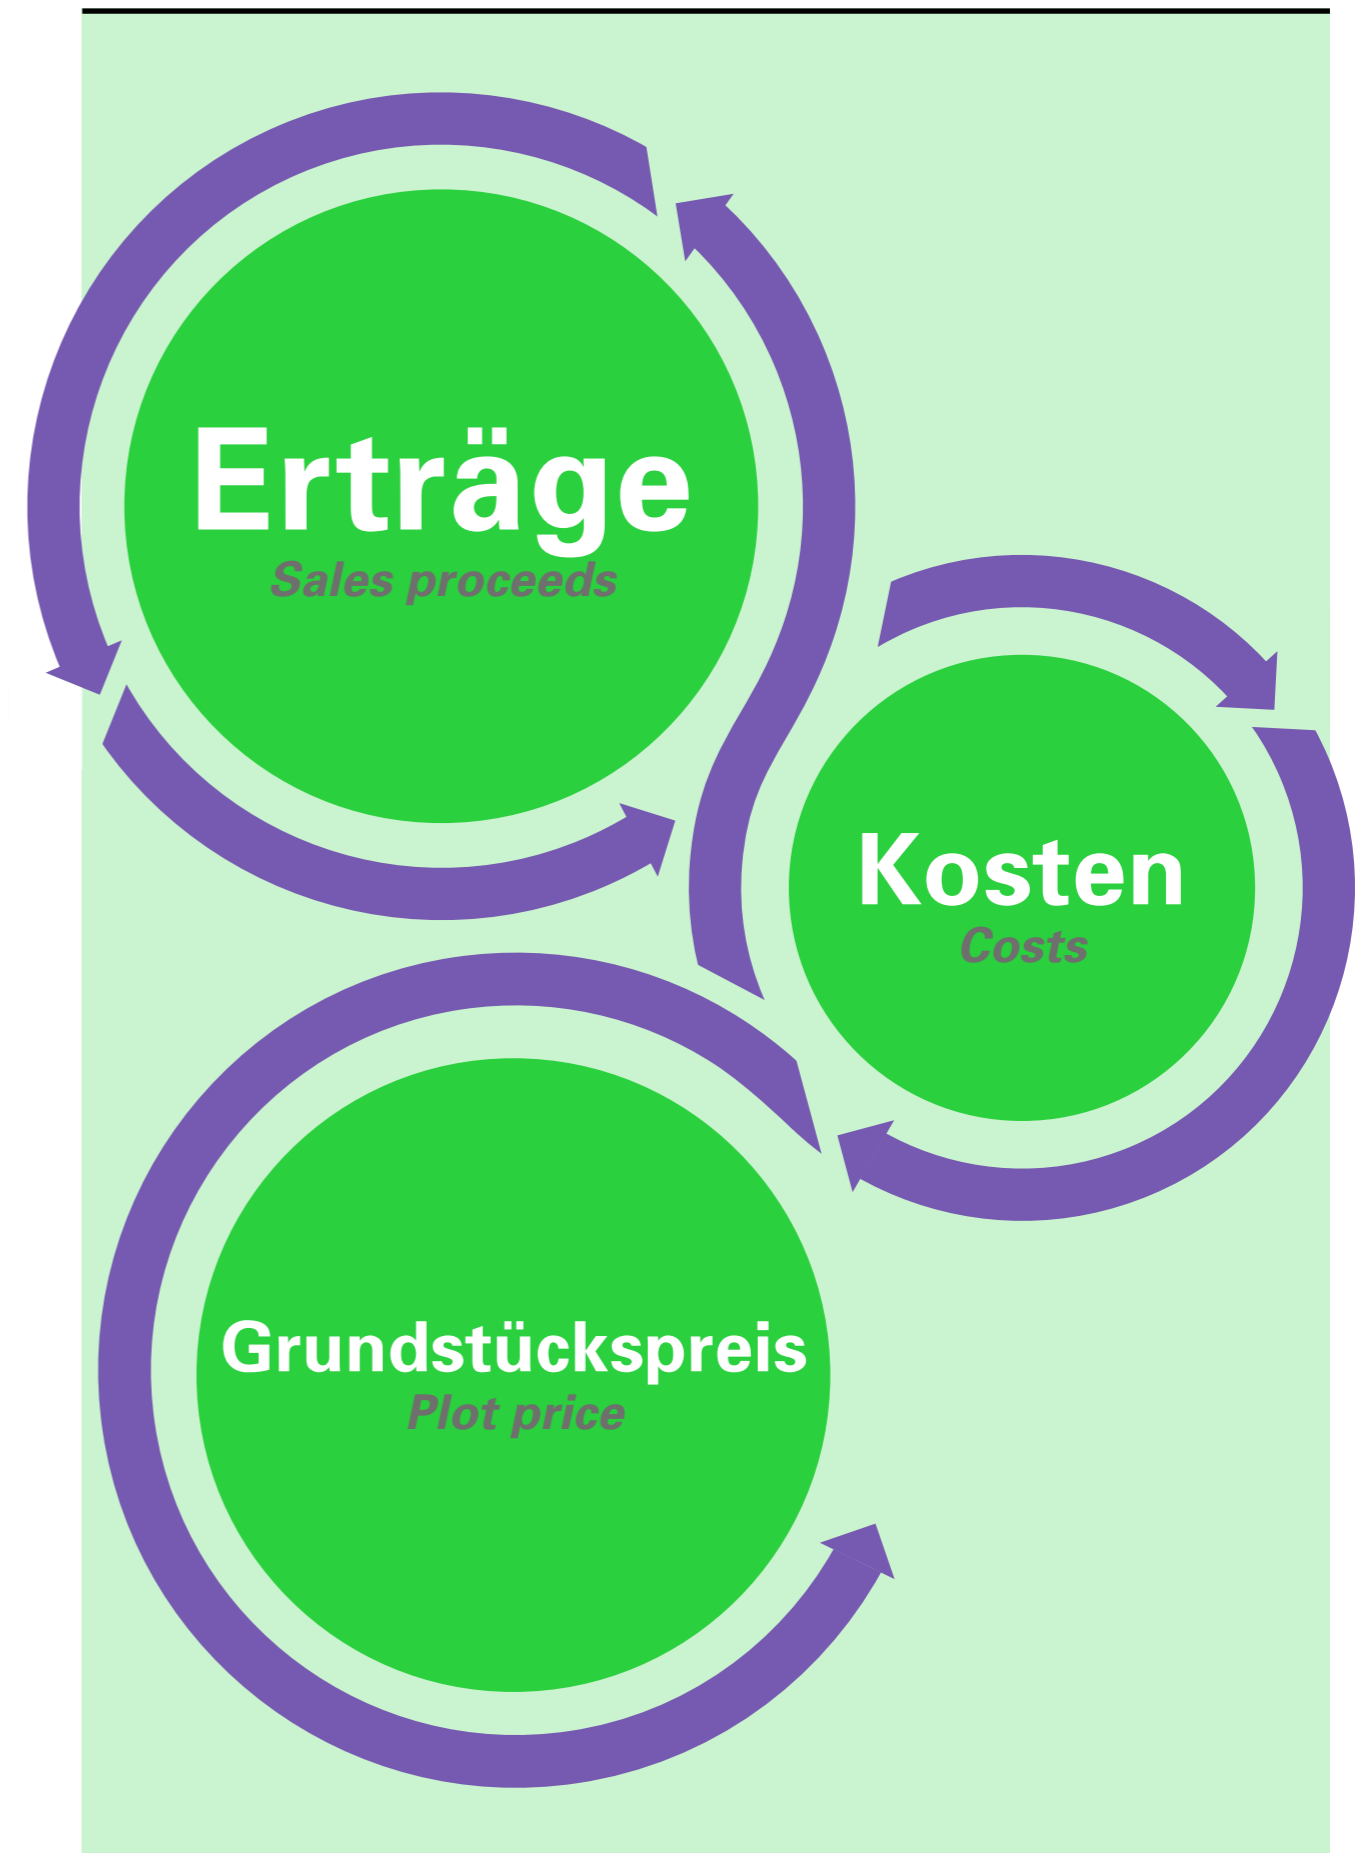 Erträge
Sales proceeds
Kosten
Costs
Grundstückspreis
Plot price